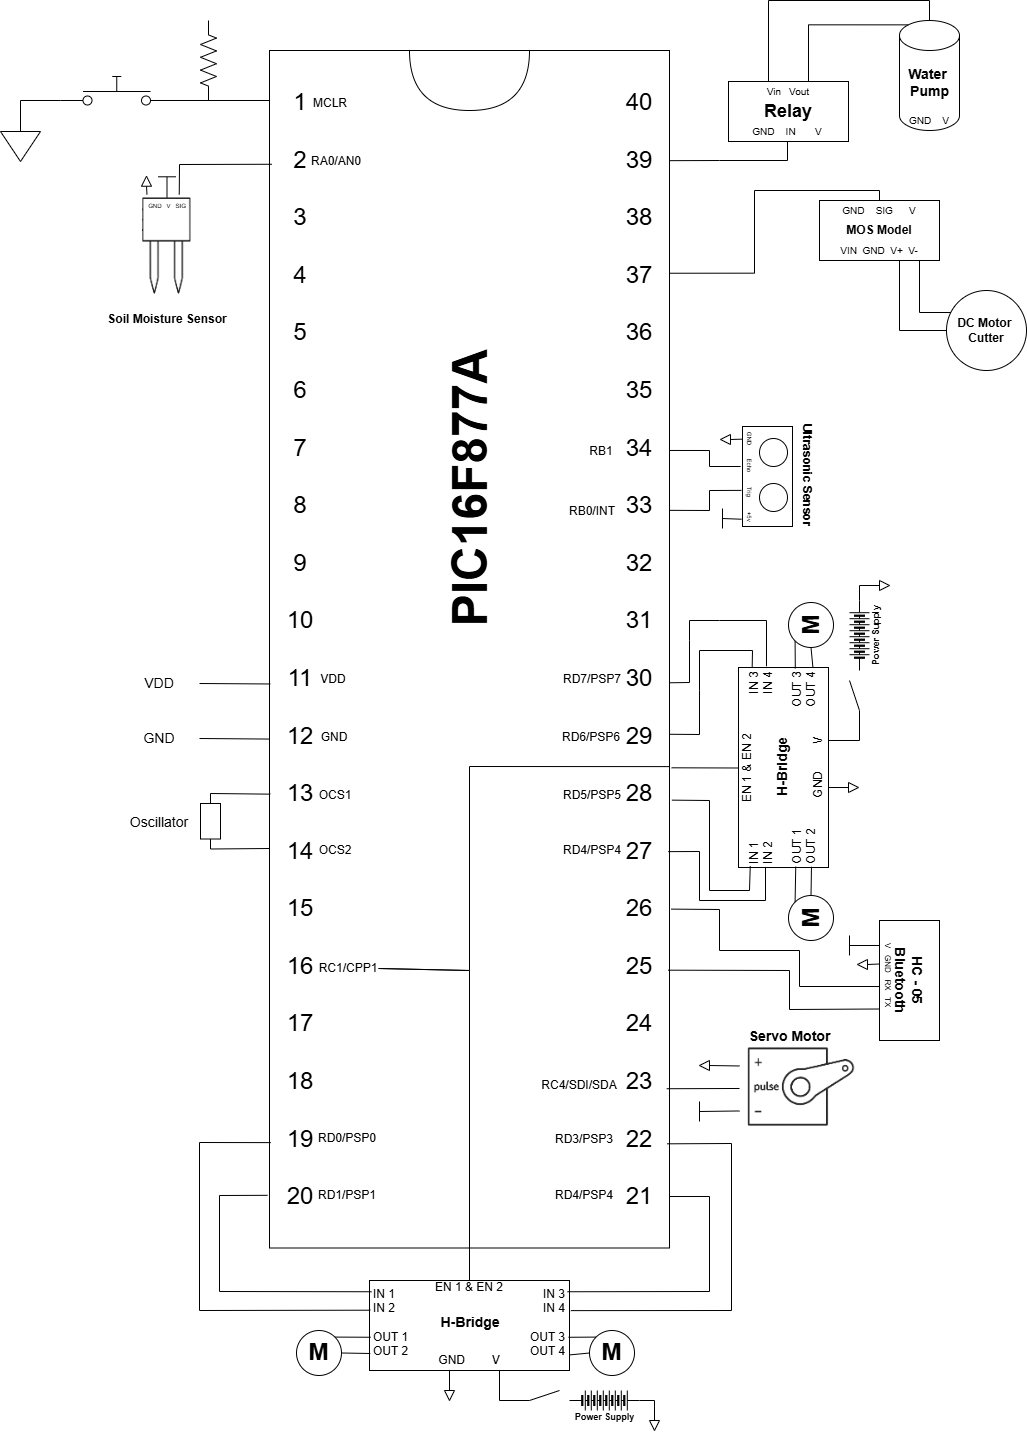 Vin Vout
Relay
GND IN V
Water
Pump
GND V
1 MCLR
40
2 RA0/AN0
39
GND V SIG
Soil Moisture Sensor
3
38
GND SIG V
MOS Model
VIN GND V+ V-
4
37
DC Motor
Cutter
5
36
6
35
PIC16F877A
7
RB1 34
GND
Echo
Trig
+5v
Ultrasonic Sensor
8
RB0/INT 33
9
32
10
31
M
Power Supply
VDD
11 VDD
RD7/PSP7 30
IN 3
IN 4
OUT 3
OUT 4
GND
12 GND
RD6/PSP6 29
EN 1 & EN 2
H-Bridge
V
GND
13 OCS1
RD5/PSP5 28
Oscillator
14 OCS2
RD4/PSP4 27
IN 1
IN 2
OUT 1
OUT 2
M
15
26
16 RC1/CPP1
25
V
GND
RX
TX
HC - 05
Bluetooth
17
24
Servo Motor
18
RC4/SDI/SDA 23
+
pulse
−
19 RD0/PSP0
RD3/PSP3 22
20 RD1/PSP1
RD4/PSP4 21
EN 1 & EN 2
IN 1
IN 2
IN 3
IN 4
H-Bridge
OUT 1
OUT 2
OUT 3
OUT 4
M
M
GND V
Power Supply